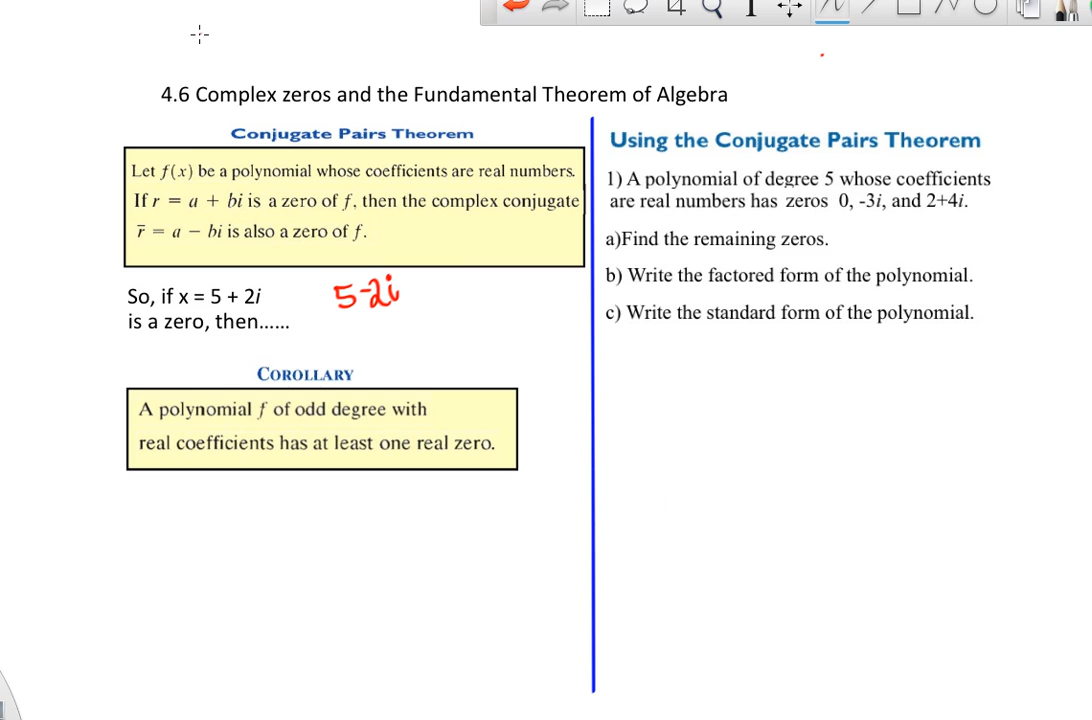 4.6 Complex zeros and the Fundamental Theorem of Algebra
Conjugate Pairs Theorem
Let f(x) be a polynomial whose coefficients are real numbers.
If r = a + bi is a zero of f, then the complex conjugate
r̄ = a − bi is also a zero of f.
So, if x = 5 + 2i
is a zero, then......
5-2i
COROLLARY
A polynomial f of odd degree with
real coefficients has at least one real zero.
Using the Conjugate Pairs Theorem
1) A polynomial of degree 5 whose coefficients
are real numbers has zeros 0, -3i, and 2+4i.
a)Find the remaining zeros.
b) Write the factored form of the polynomial.
c) Write the standard form of the polynomial.